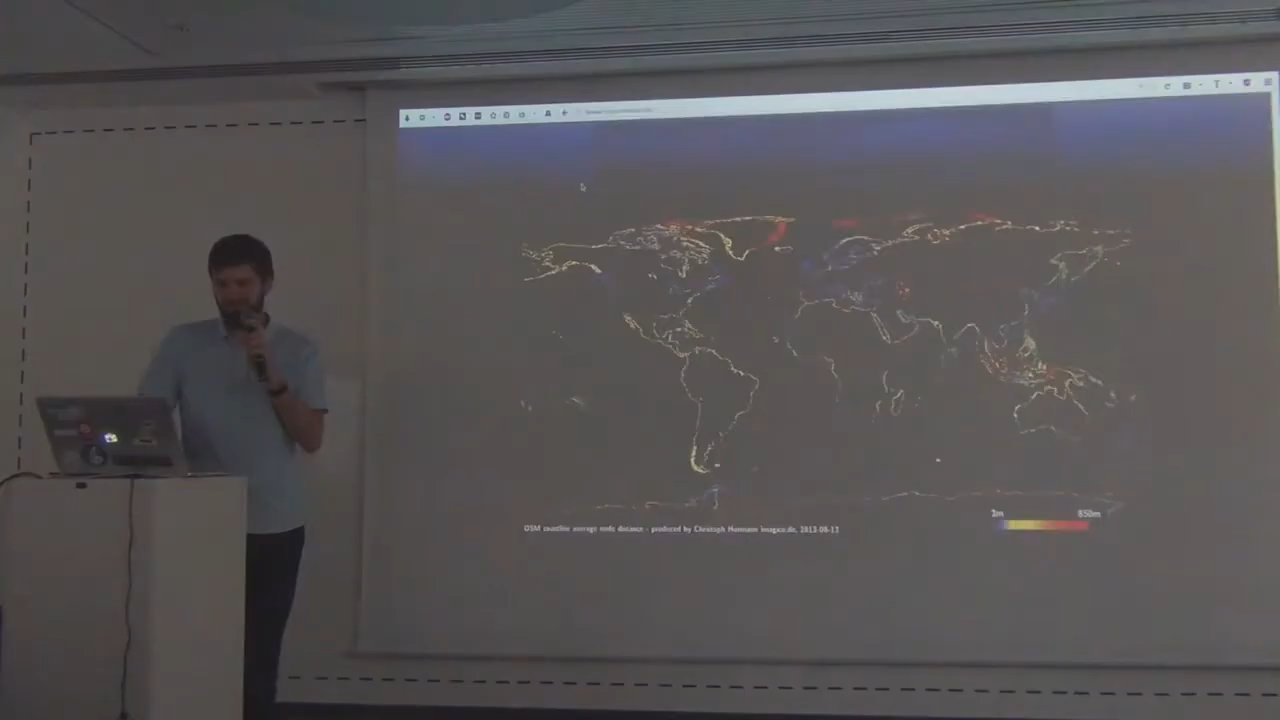 2m 850m
OSM coastline average node distance - produced by Christoph Hormann imagico.de, 2013-08-13